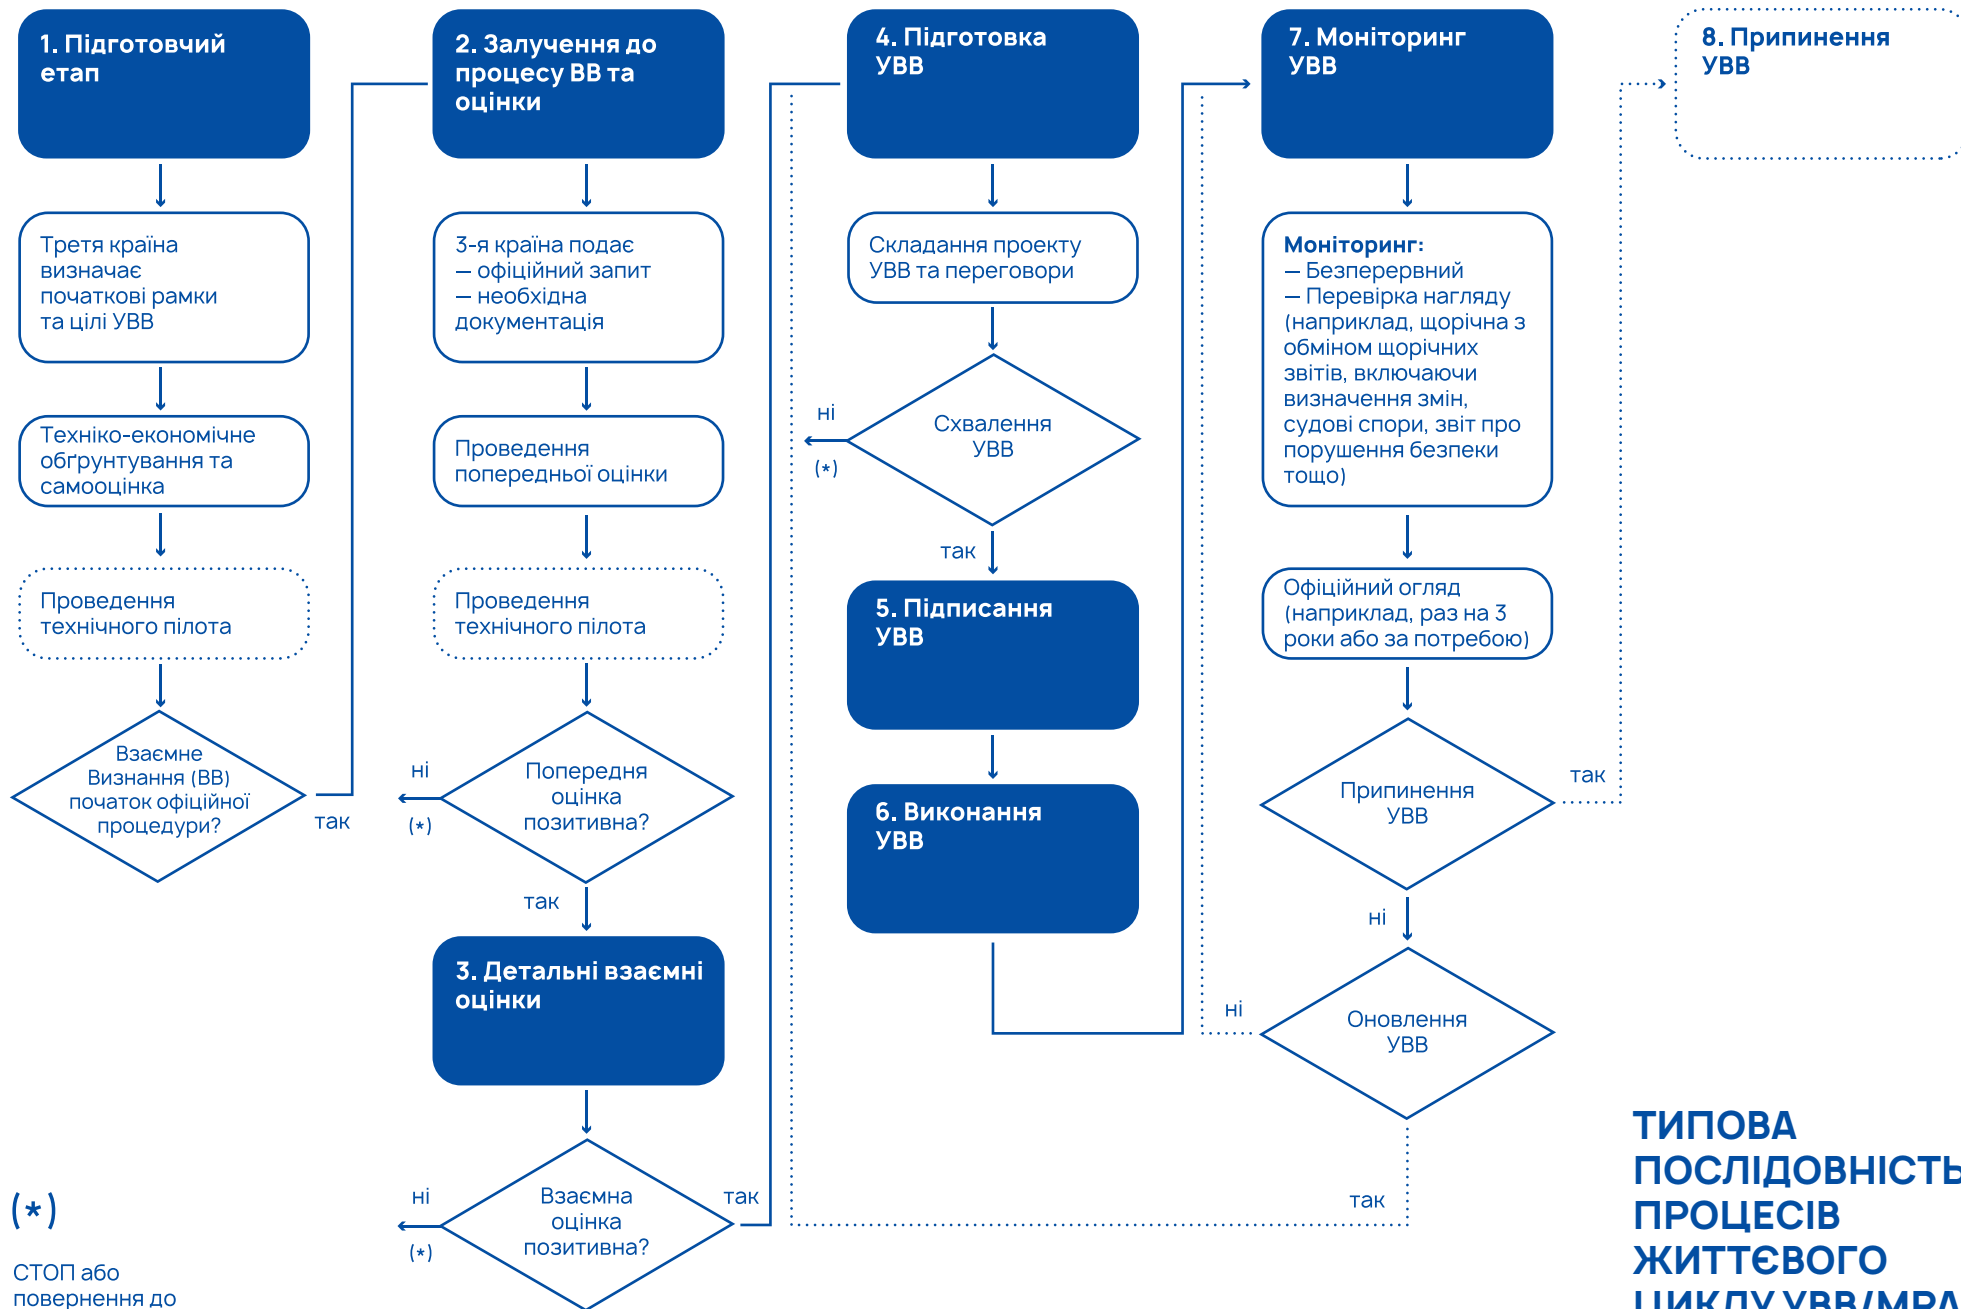 1. Підготовчий
етап
Третя країна
визначає
початкові рамки
та цілі УВВ
Техніко-економічне
обґрунтування та
самооцінка
Проведення
технічного пілота
Взаємне
Визнання (ВВ)
початок офіційної
процедури?
так
2. Залучення до
процесу ВВ та
оцінки
3-я країна подає
— офіційний запит
— необхідна
документація
Проведення
попередньої оцінки
Проведення
технічного пілота
Попередня
оцінка
позитивна?
ні
(*)
так
3. Детальні взаємні
оцінки
Взаємна
оцінка
позитивна?
ні
(*)
так
4. Підготовка
УВВ
Складання проекту
УВВ та переговори
Схвалення
УВВ
ні
(*)
так
5. Підписання
УВВ
6. Виконання
УВВ
7. Моніторинг
УВВ
Моніторинг:
— Безперервний
— Перевірка нагляду
(наприклад, щорічна з
обміном щорічних
звітів, включаючи
визначення змін,
судові спори, звіт про
порушення безпеки
тощо)
Офіційний огляд
(наприклад, раз на 3
роки або за потребою)
Припинення
УВВ
так
ні
Оновлення
УВВ
ні
так
8. Припинення
УВВ
(*)
СТОП або
повернення до
ТИПОВА
ПОСЛІДОВНІСТЬ
ПРОЦЕСІВ
ЖИТТЄВОГО
ЦИКЛУ УВВ/MPA